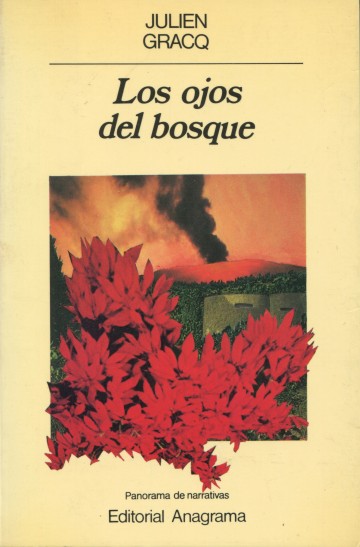 JULIEN
GRACQ
Los ojos
del bosque
Panorama de narrativas
Editorial Anagrama